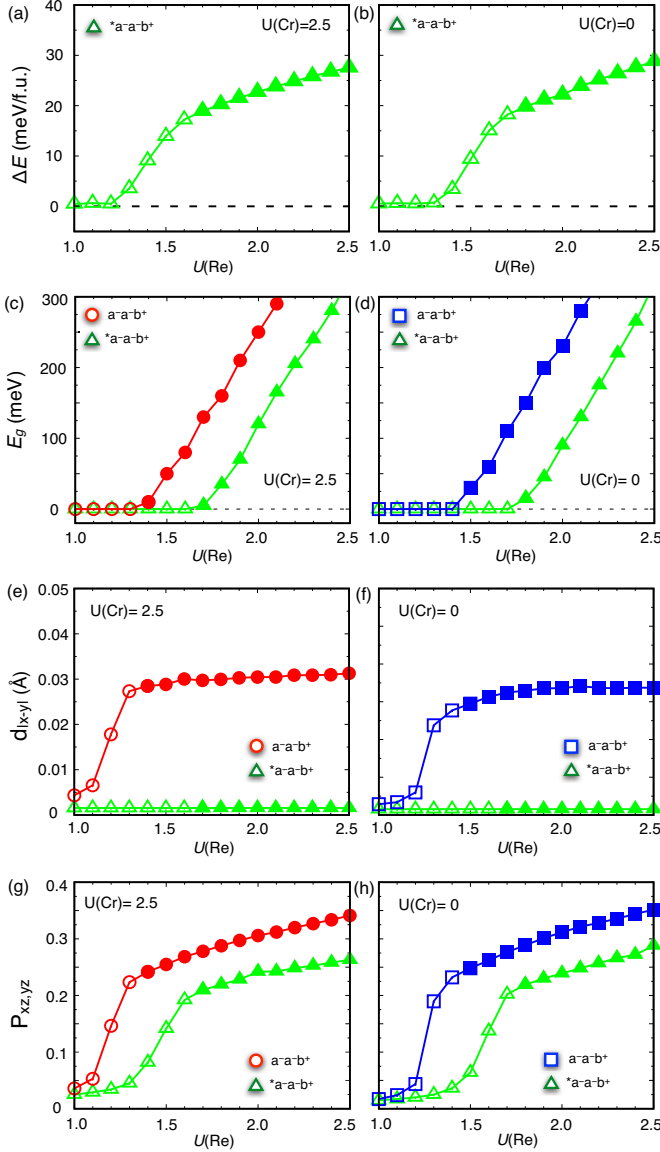 (a)
*a⁻a⁻b⁺
U(Cr)=2.5
(b)
*a⁻a⁻b⁺
U(Cr)=0
ΔE (meV/f.u.)
40
30
20
10
0
1.0 1.5 2.0 2.5
U(Re)
1.0 1.5 2.0 2.5
U(Re)
(c)
a⁻a⁻b⁺
*a⁻a⁻b⁺
U(Cr)= 2.5
(d)
a⁻a⁻b⁺
*a⁻a⁻b⁺
U(Cr)= 0
E_g (meV)
300
200
100
0
1.0 1.5 2.0 2.5
U(Re)
1.0 1.5 2.0 2.5
U(Re)
(e)
U(Cr)= 2.5
a⁻a⁻b⁺
*a⁻a⁻b⁺
(f)
U(Cr)= 0
a⁻a⁻b⁺
*a⁻a⁻b⁺
d|x-y| (Å)
0.05
0.04
0.03
0.02
0.01
0
1.0 1.5 2.0 2.5
U(Re)
1.0 1.5 2.0 2.5
U(Re)
(g)
U(Cr)= 2.5
a⁻a⁻b⁺
*a⁻a⁻b⁺
(h)
U(Cr)= 0
a⁻a⁻b⁺
*a⁻a⁻b⁺
P_xz,yz
0.4
0.3
0.2
0.1
0
1.0 1.5 2.0 2.5
U(Re)
1.0 1.5 2.0 2.5
U(Re)